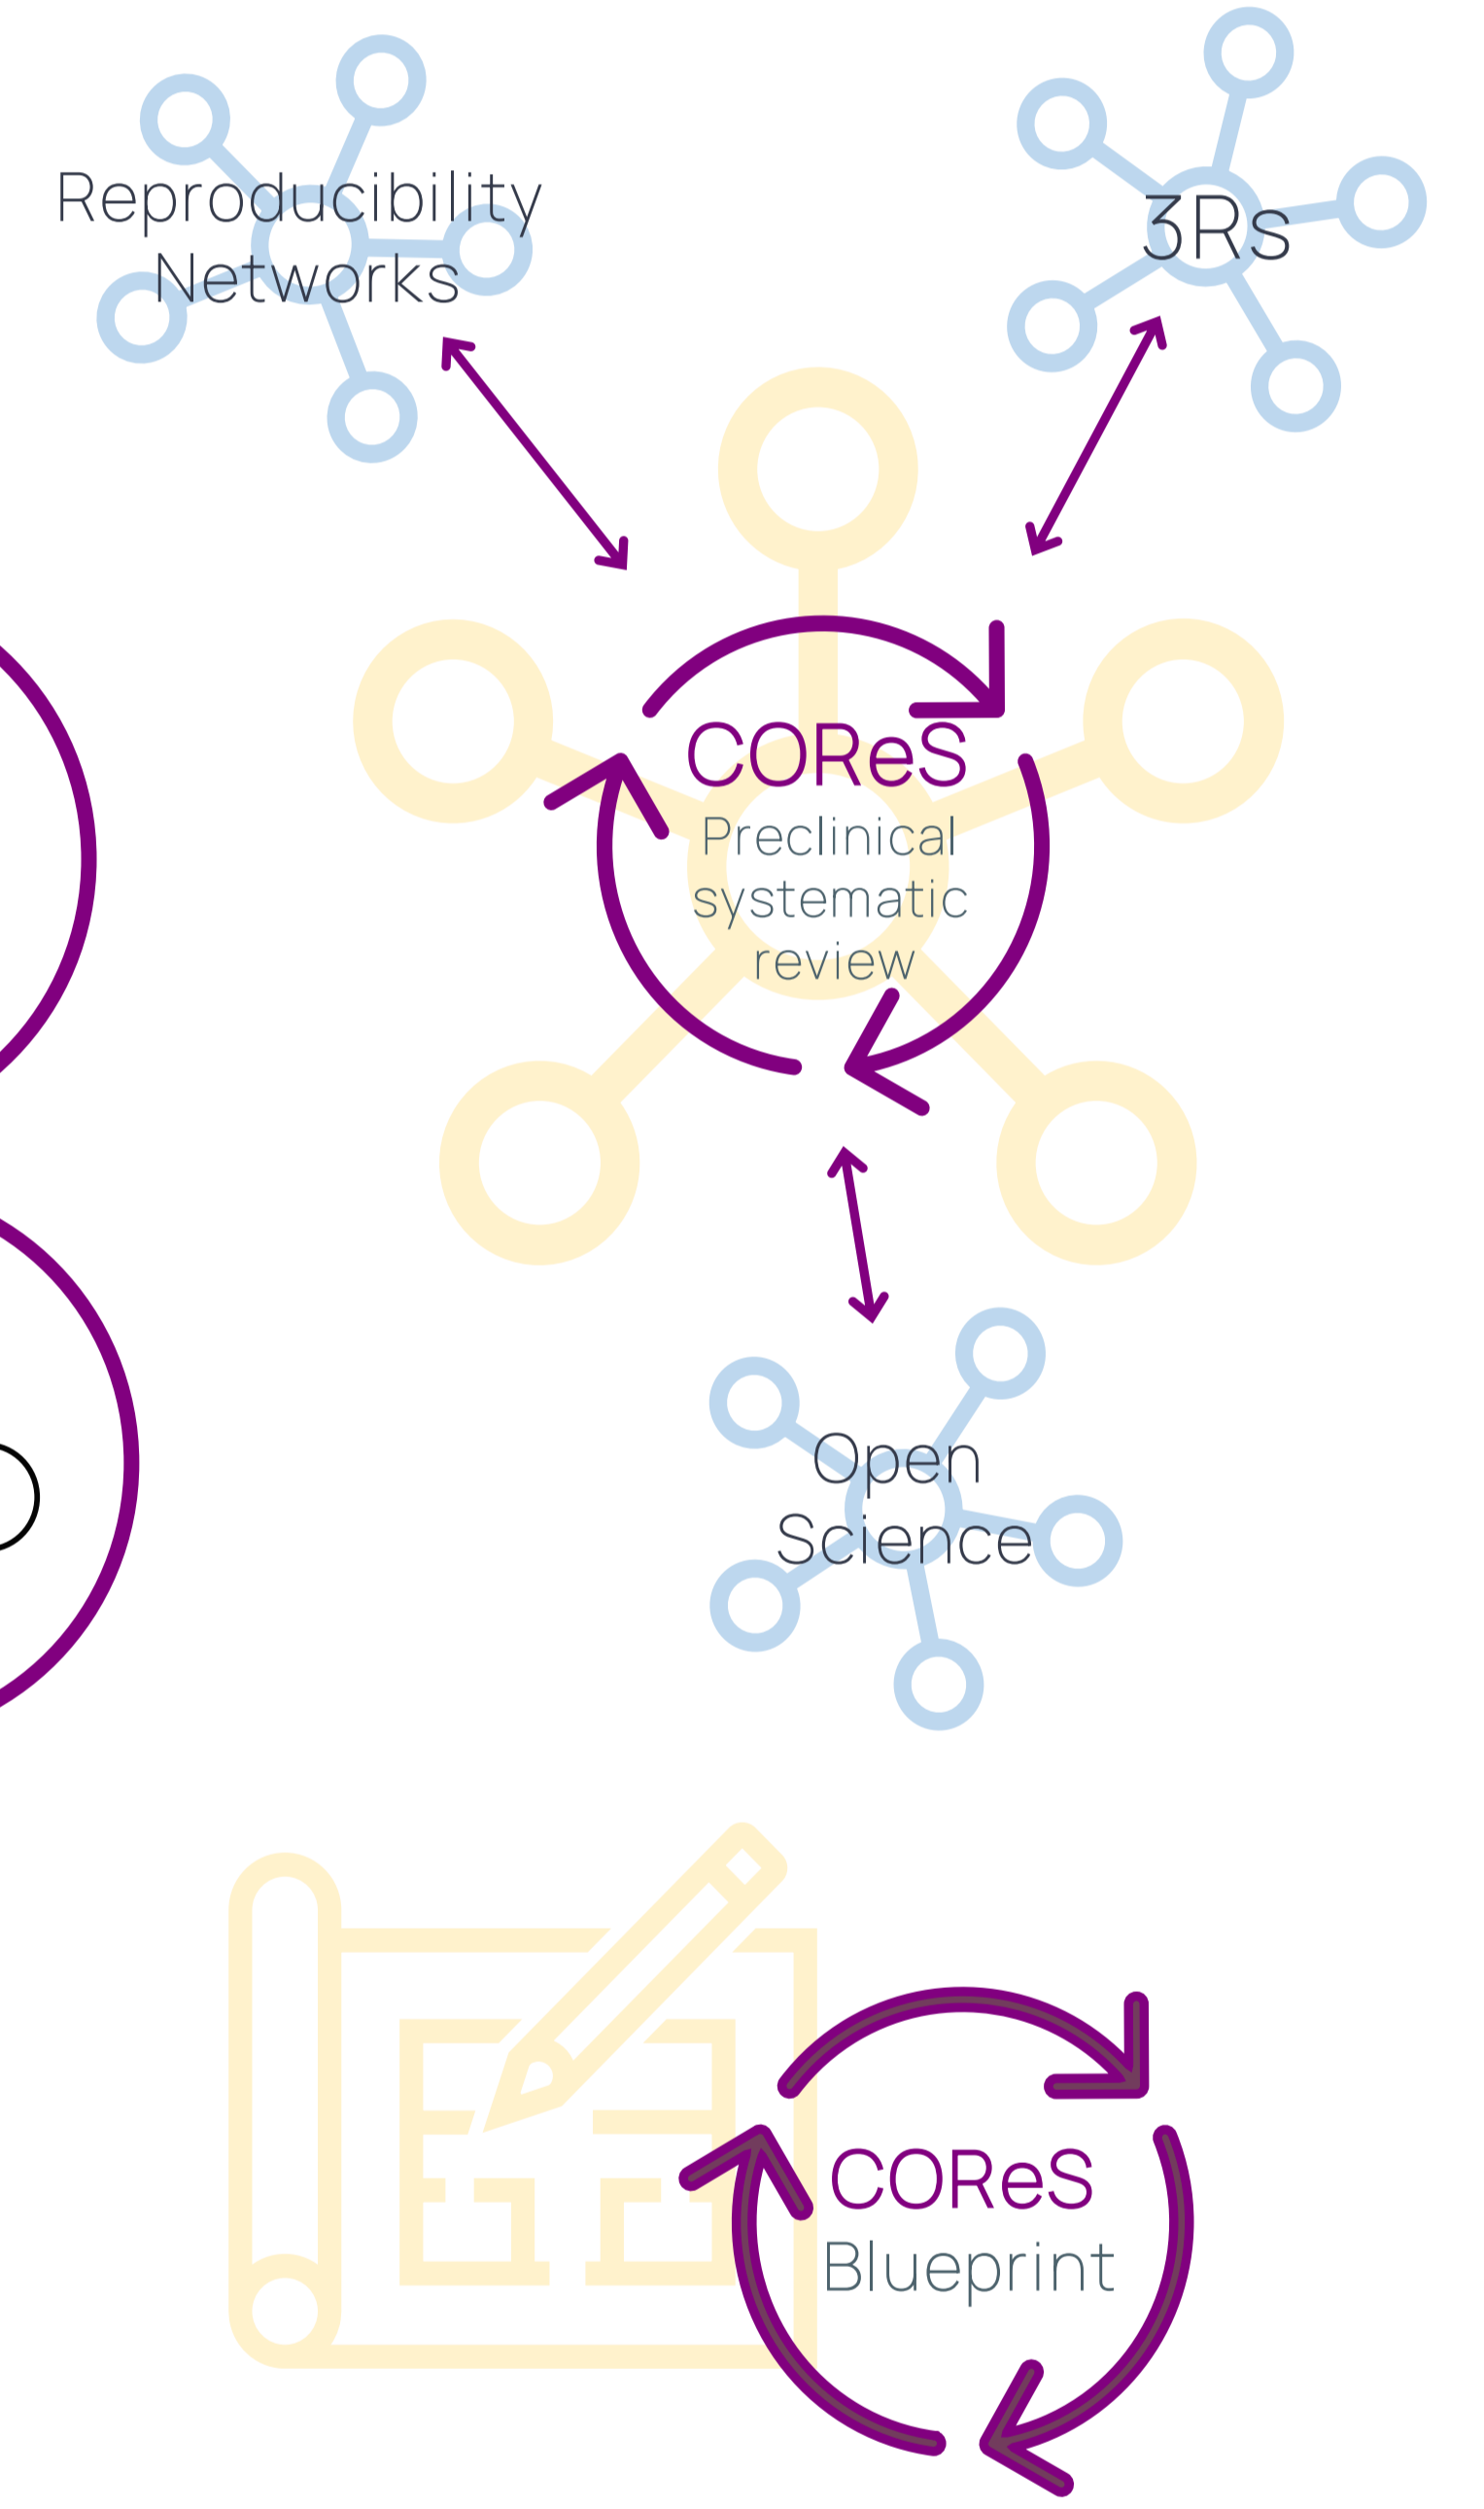 Reproducibility
Networks
3Rs
COReS
Preclinical
systematic
review
Open
Science
COReS
Blueprint